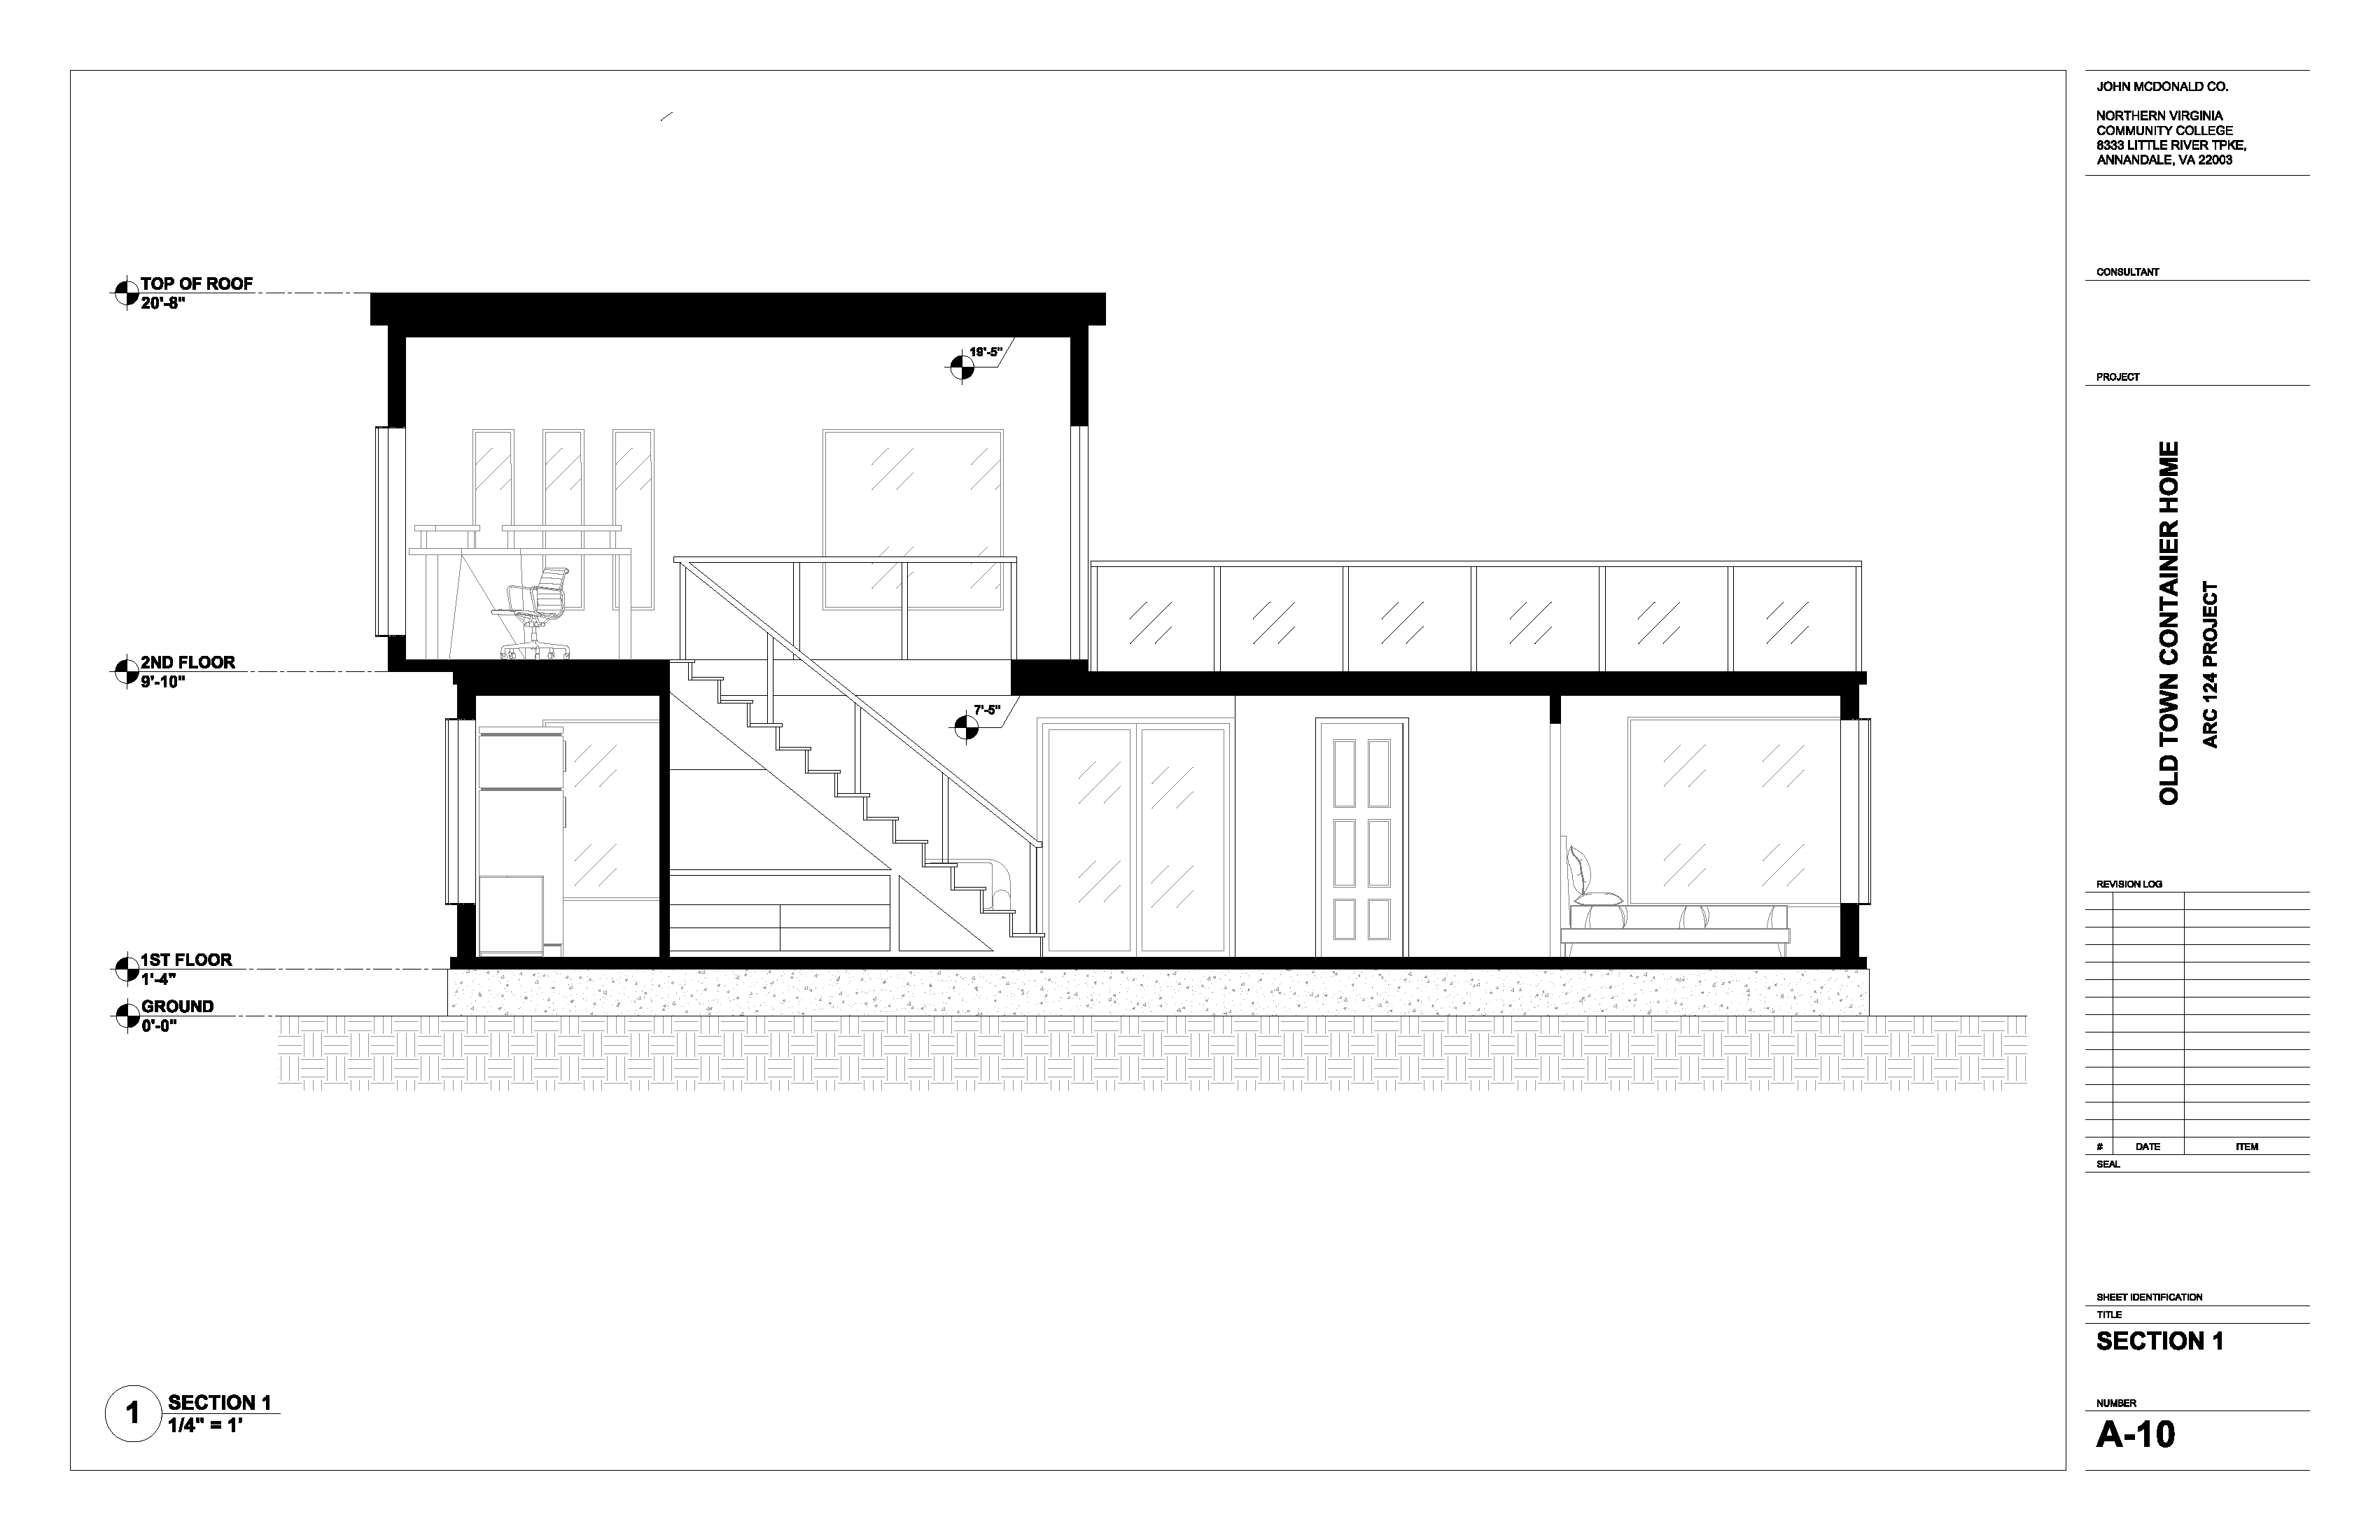 JOHN MCDONALD CO.
NORTHERN VIRGINIA
COMMUNITY COLLEGE
8333 LITTLE RIVER TPKE,
ANNANDALE, VA 22003
CONSULTANT
PROJECT
OLD TOWN CONTAINER HOME
ARC 124 PROJECT
REVISION LOG
# DATE ITEM
SEAL
SHEET IDENTIFICATION
TITLE
SECTION 1
NUMBER
A-10
TOP OF ROOF
20'-8"
19'-5"
2ND FLOOR
9'-10"
7'-5"
1ST FLOOR
1'-4"
GROUND
0'-0"
1
SECTION 1
1/4" = 1'